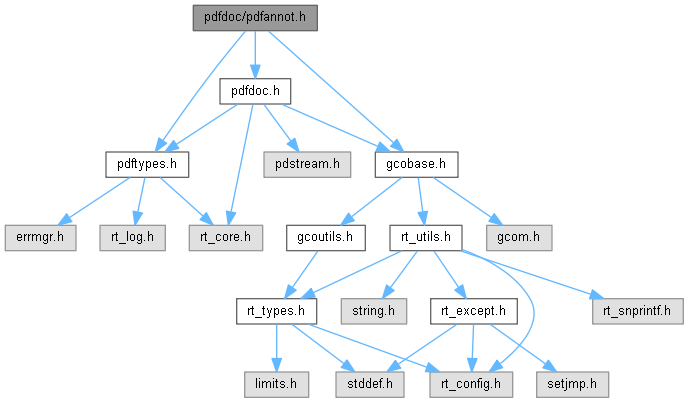 pdfdoc/pdfannot.h
pdfdoc.h
pdftypes.h
pdstream.h
gcobase.h
errmgr.h
rt_log.h
rt_core.h
gcoutils.h
rt_utils.h
gcom.h
rt_types.h
string.h
rt_except.h
rt_snprintf.h
limits.h
stddef.h
rt_config.h
setjmp.h